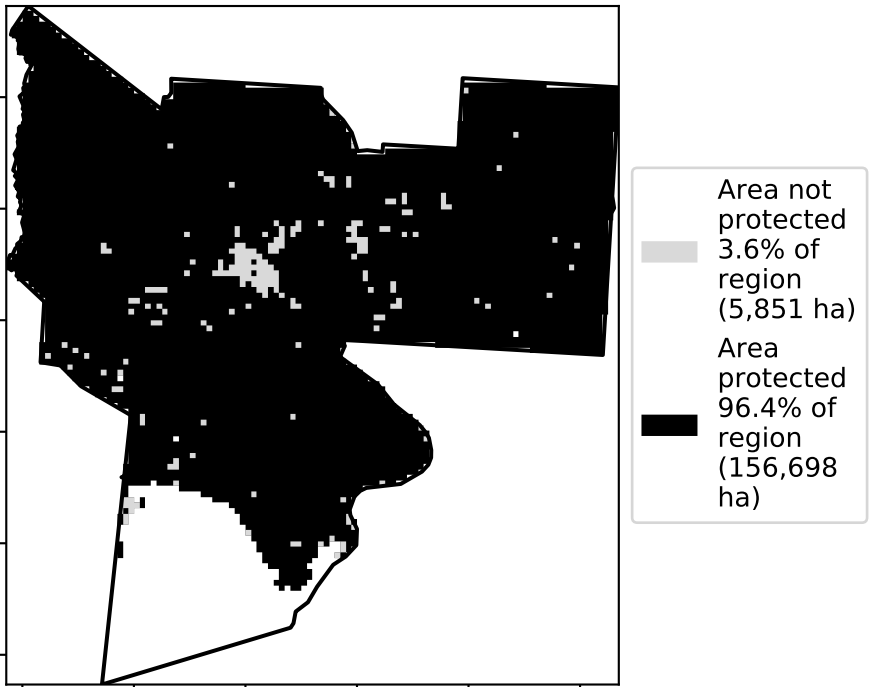 Area not
protected
3.6% of
region
(5,851 ha)
Area
protected
96.4% of
region
(156,698
ha)